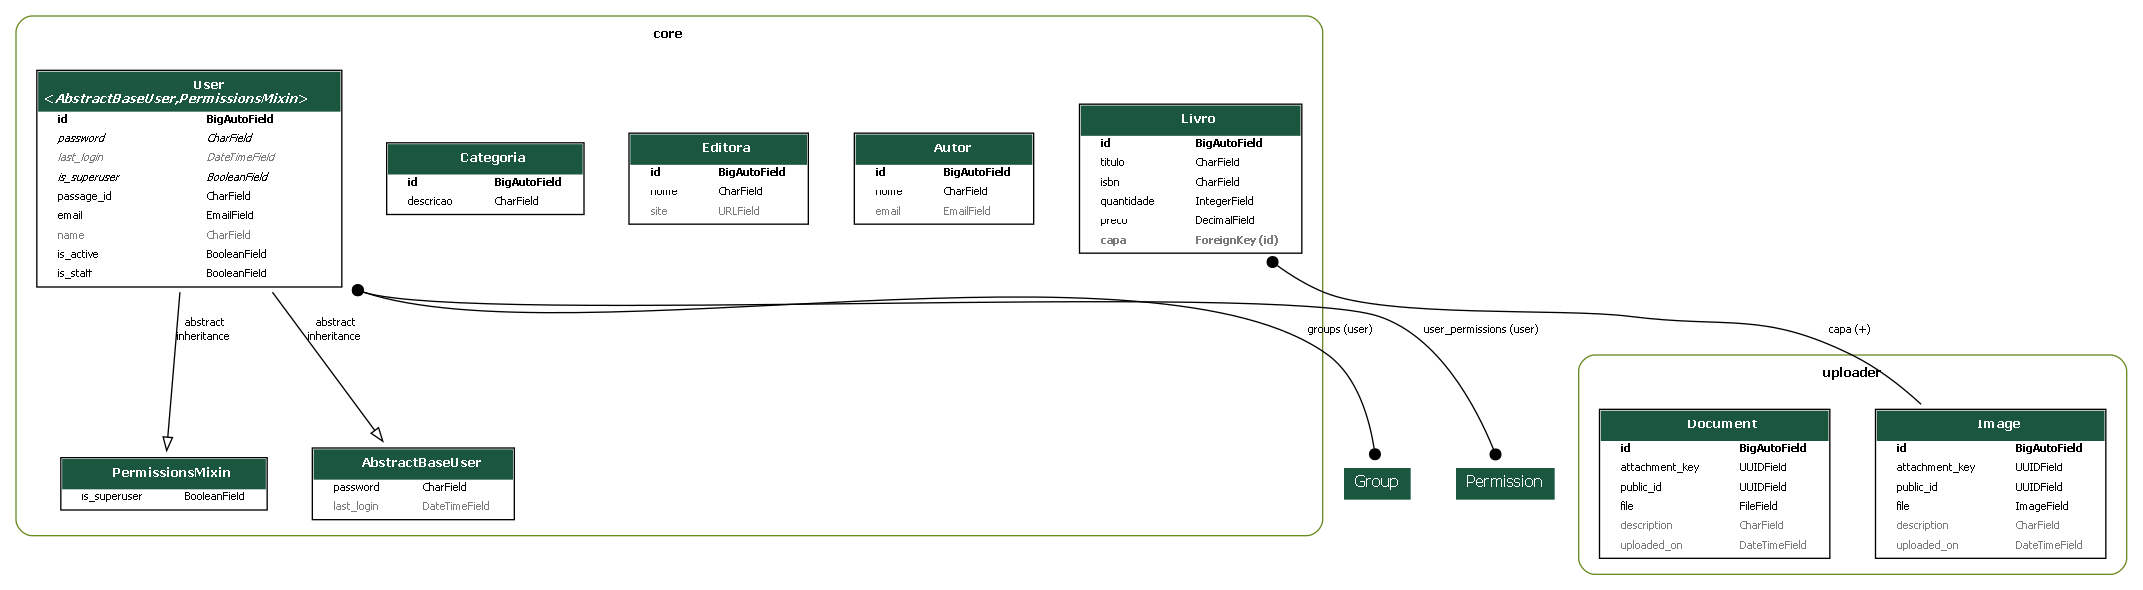 core
User
<AbstractBaseUser,PermissionsMixin>
id BigAutoField
password CharField
last_login DateTimeField
is_superuser BooleanField
passage_id CharField
email EmailField
name CharField
is_active BooleanField
is_staff BooleanField
Categoria
id BigAutoField
descricao CharField
Editora
id BigAutoField
nome CharField
site URLField
Autor
id BigAutoField
nome CharField
email EmailField
Livro
id BigAutoField
titulo CharField
isbn CharField
quantidade IntegerField
preco DecimalField
capa ForeignKey (id)
abstract
inheritance
abstract
inheritance
groups (user)
user_permissions (user)
capa (+)
PermissionsMixin
is_superuser BooleanField
AbstractBaseUser
password CharField
last_login DateTimeField
Group
Permission
uploader
Document
id BigAutoField
attachment_key UUIDField
public_id UUIDField
file FileField
description CharField
uploaded_on DateTimeField
Image
id BigAutoField
attachment_key UUIDField
public_id UUIDField
file ImageField
description CharField
uploaded_on DateTimeField